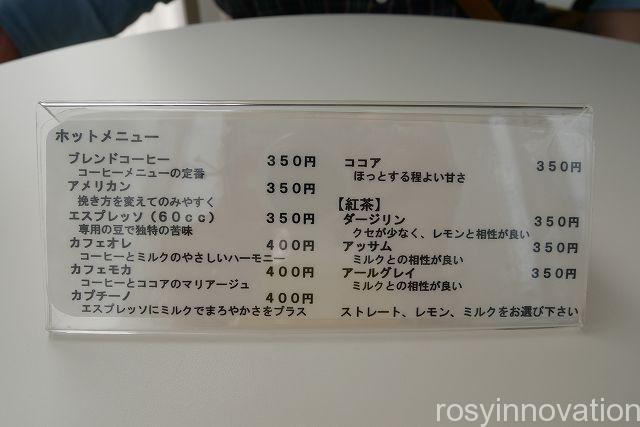 ホットメニュー
ブレンドコーヒー 350円
コーヒーメニューの定番
アメリカン 350円
挽き方を変えてのみやすく
エスプレッソ(60cc) 350円
専用の豆で独特の苦味
カフェオレ 400円
コーヒーとミルクのやさしいハーモニー
カフェモカ 400円
コーヒーとココアのマリアージュ
カプチーノ 400円
エスプレッソにミルクでまろやかさをプラス
ココア 350円
ほっとする程よい甘さ
【紅茶】
ダージリン 350円
クセが少なく、レモンと相性が良い
アッサム 350円
ミルクとの相性が良い
アールグレイ 350円
ミルクとの相性が良い
ストレート、レモン、ミルクをお選び下さい
rosyinnovation